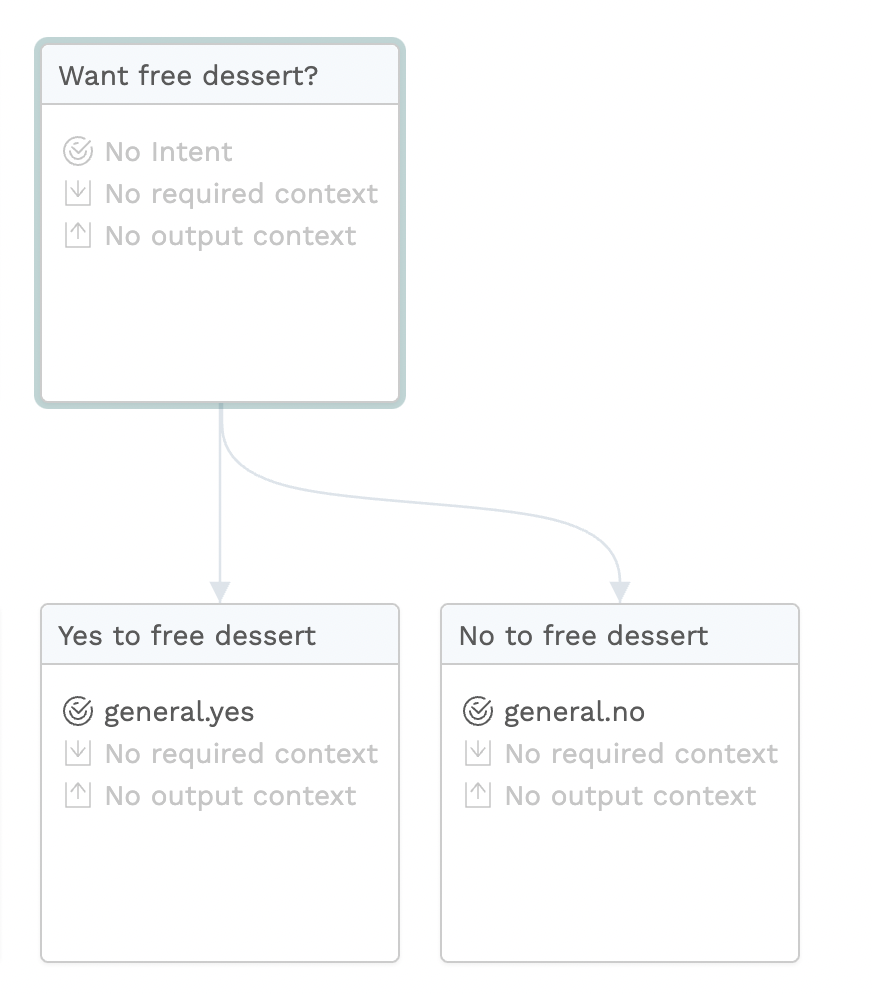 Want free dessert?
No Intent
No required context
No output context
Yes to free dessert
general.yes
No required context
No output context
No to free dessert
general.no
No required context
No output context